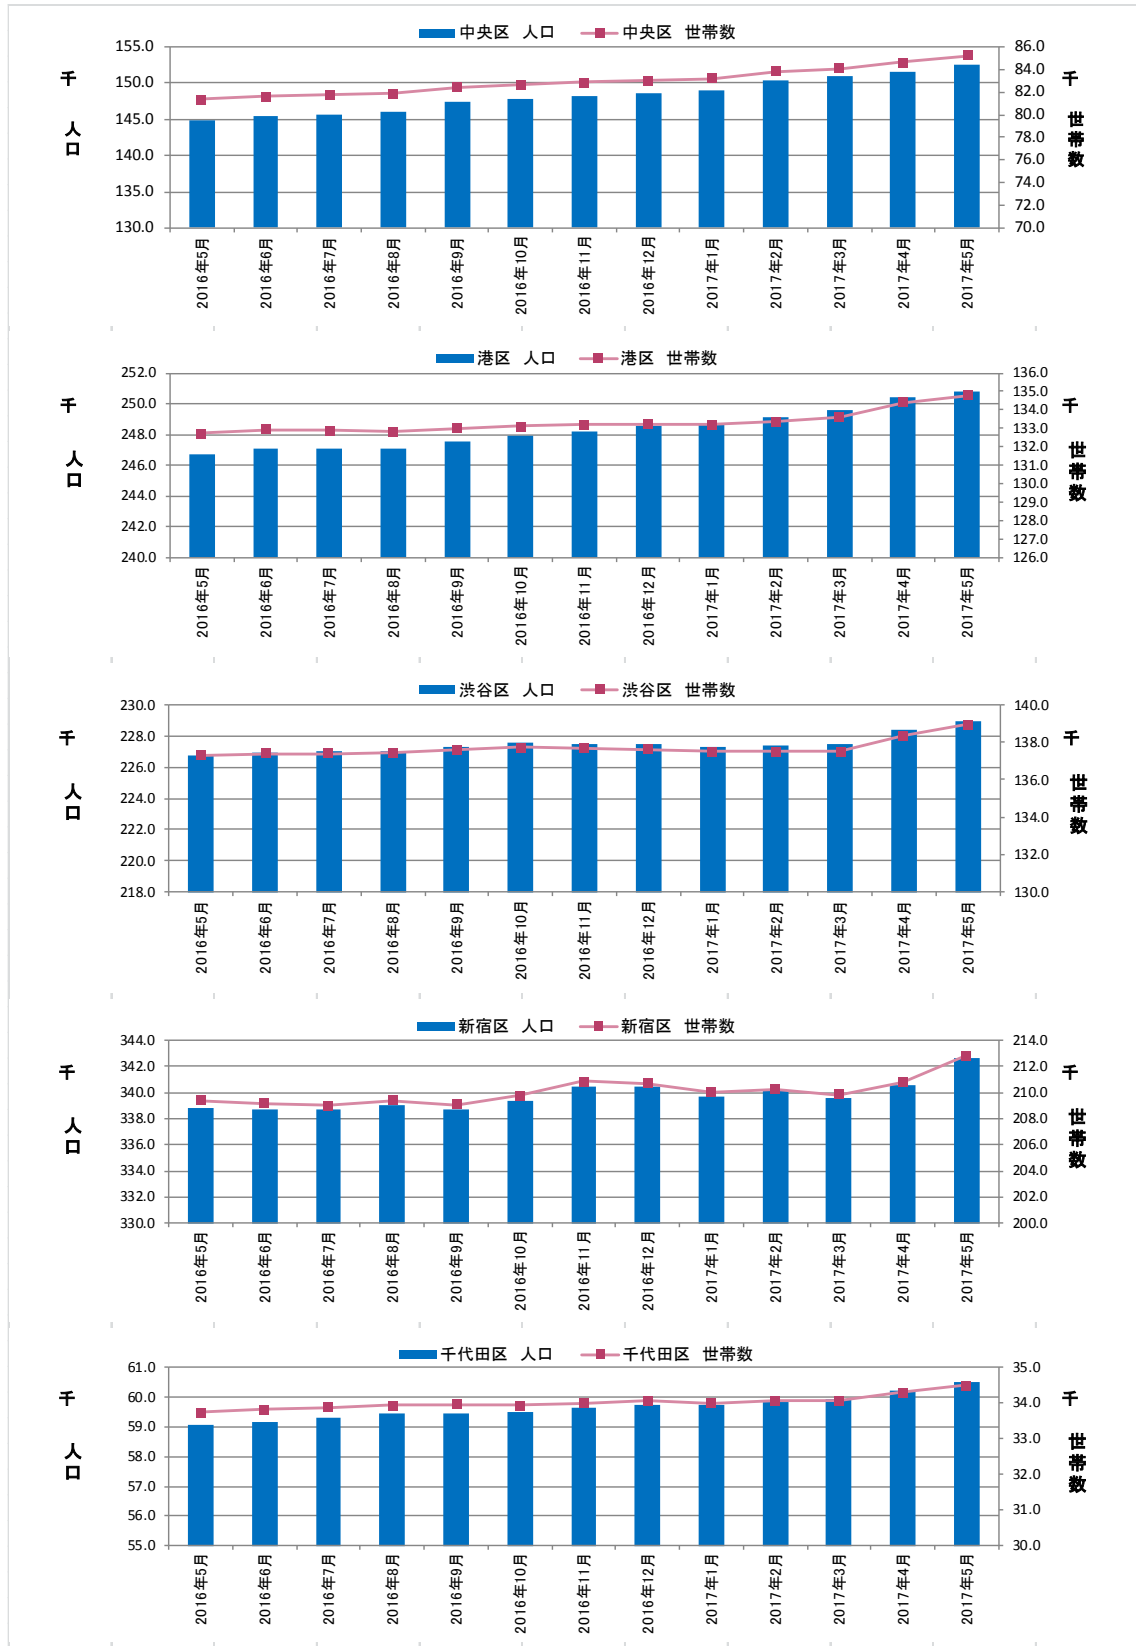 中央区 人口 中央区 世帯数
千 人口
155.0
150.0
145.0
140.0
135.0
130.0
千 世帯数
86.0
84.0
82.0
80.0
78.0
76.0
74.0
72.0
70.0
2016年5月
2016年6月
2016年7月
2016年8月
2016年9月
2016年10月
2016年11月
2016年12月
2017年1月
2017年2月
2017年3月
2017年4月
2017年5月
港区 人口 港区 世帯数
千 人口
252.0
250.0
248.0
246.0
244.0
242.0
240.0
千 世帯数
136.0
135.0
134.0
133.0
132.0
131.0
130.0
129.0
128.0
127.0
126.0
2016年5月
2016年6月
2016年7月
2016年8月
2016年9月
2016年10月
2016年11月
2016年12月
2017年1月
2017年2月
2017年3月
2017年4月
2017年5月
渋谷区 人口 渋谷区 世帯数
千 人口
230.0
228.0
226.0
224.0
222.0
220.0
218.0
千 世帯数
140.0
138.0
136.0
134.0
132.0
130.0
2016年5月
2016年6月
2016年7月
2016年8月
2016年9月
2016年10月
2016年11月
2016年12月
2017年1月
2017年2月
2017年3月
2017年4月
2017年5月
新宿区 人口 新宿区 世帯数
千 人口
344.0
342.0
340.0
338.0
336.0
334.0
332.0
330.0
千 世帯数
214.0
212.0
210.0
208.0
206.0
204.0
202.0
200.0
2016年5月
2016年6月
2016年7月
2016年8月
2016年9月
2016年10月
2016年11月
2016年12月
2017年1月
2017年2月
2017年3月
2017年4月
2017年5月
千代田区 人口 千代田区 世帯数
千 人口
61.0
60.0
59.0
58.0
57.0
56.0
55.0
千 世帯数
35.0
34.0
33.0
32.0
31.0
30.0
2016年5月
2016年6月
2016年7月
2016年8月
2016年9月
2016年10月
2016年11月
2016年12月
2017年1月
2017年2月
2017年3月
2017年4月
2017年5月